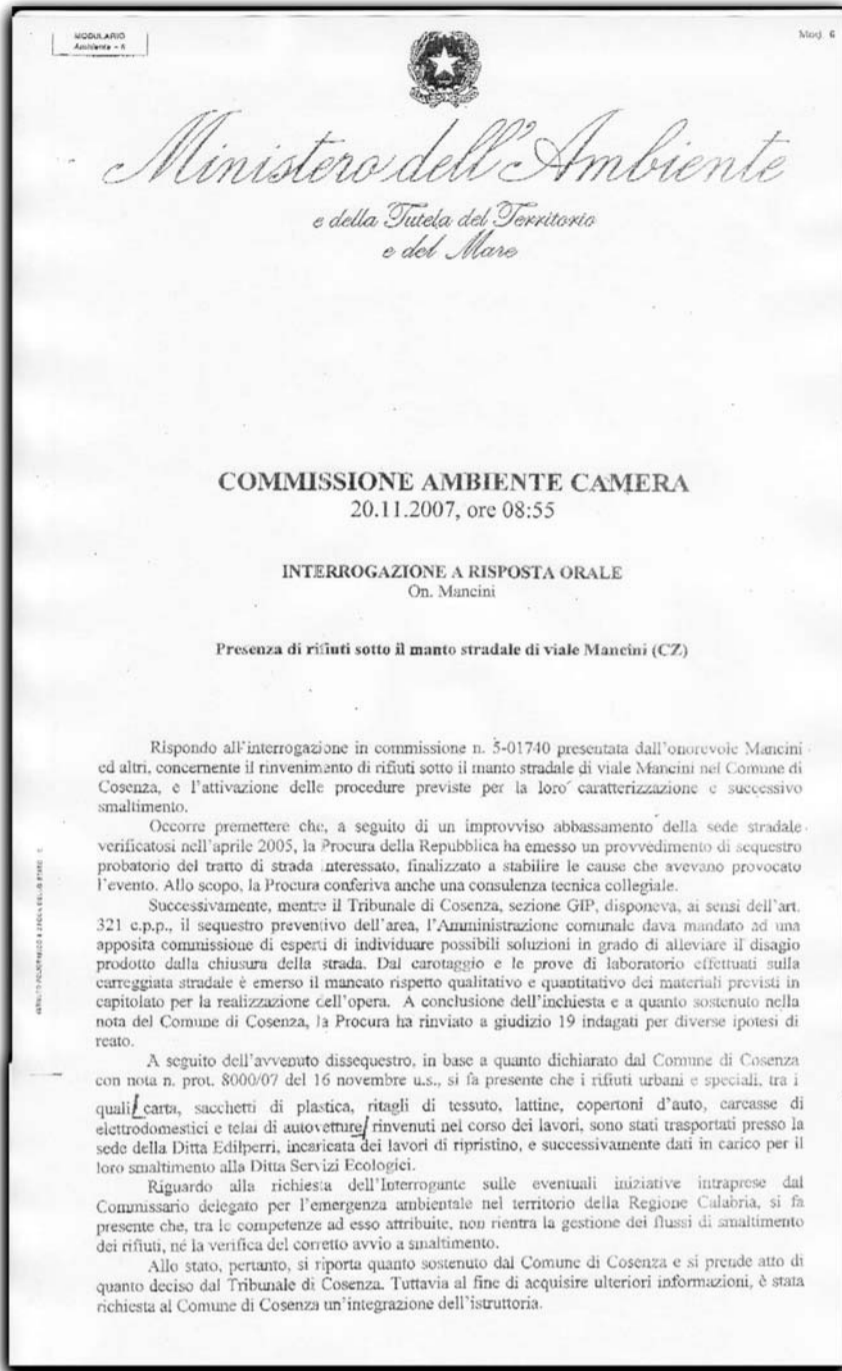 MODULARIO
Ambiente - 6
Mod. 6
Ministero dell'Ambiente
e della Tutela del Territorio
e del Mare
COMMISSIONE AMBIENTE CAMERA
20.11.2007, ore 08:55
INTERROGAZIONE A RISPOSTA ORALE
On. Mancini
Presenza di rifiuti sotto il manto stradale di viale Mancini (CZ)
Rispondo all'interrogazione in commissione n. 5-01740 presentata dall'onorevole Mancini
ed altri, concernente il rinvenimento di rifiuti sotto il manto stradale di viale Mancini nel Comune di
Cosenza, e l'attivazione delle procedure previste per la loro caratterizzazione e successivo
smaltimento.
Occorre premettere che, a seguito di un improvviso abbassamento della sede stradale
verificatosi nell'aprile 2005, la Procura della Repubblica ha emesso un provvedimento di sequestro
probatorio del tratto di strada interessato, finalizzato a stabilire le cause che avevano provocato
l'evento. Allo scopo, la Procura conferiva anche una consulenza tecnica collegiale.
Successivamente, mentre il Tribunale di Cosenza, sezione GIP, disponeva, ai sensi dell'art.
321 c.p.p., il sequestro preventivo dell'area, l'Amministrazione comunale dava mandato ad una
apposita commissione di esperti di individuare possibili soluzioni in grado di alleviare il disagio
prodotto dalla chiusura della strada. Dal carotaggio e le prove di laboratorio effettuati sulla
carreggiata stradale è emerso il mancato rispetto qualitativo e quantitativo dei materiali previsti in
capitolato per la realizzazione dell'opera. A conclusione dell'inchiesta e a quanto sostenuto nella
nota del Comune di Cosenza, la Procura ha rinviato a giudizio 19 indagati per diverse ipotesi di
reato.
A seguito dell'avvenuto dissequestro, in base a quanto dichiarato dal Comune di Cosenza
con nota n. prot. 8000/07 del 16 novembre u.s., si fa presente che i rifiuti urbani e speciali, tra i
quali carta, sacchetti di plastica, ritagli di tessuto, lattine, copertoni d'auto, carcasse di
elettrodomestici e telai di autovetture rinvenuti nel corso dei lavori, sono stati trasportati presso la
sede della Ditta Edilperri, incaricata dei lavori di ripristino, e successivamente dati in carico per il
loro smaltimento alla Ditta Servizi Ecologici.
Riguardo alla richiesta dell'Interrogante sulle eventuali iniziative intraprese dal
Commissario delegato per l'emergenza ambientale nel territorio della Regione Calabria, si fa
presente che, tra le competenze ad esso attribuite, non rientra la gestione dei flussi di smaltimento
dei rifiuti, né la verifica del corretto avvio a smaltimento.
Allo stato, pertanto, si riporta quanto sostenuto dal Comune di Cosenza e si prende atto di
quanto deciso dal Tribunale di Cosenza. Tuttavia al fine di acquisire ulteriori informazioni, è stata
richiesta al Comune di Cosenza un'integrazione dell'istruttoria.